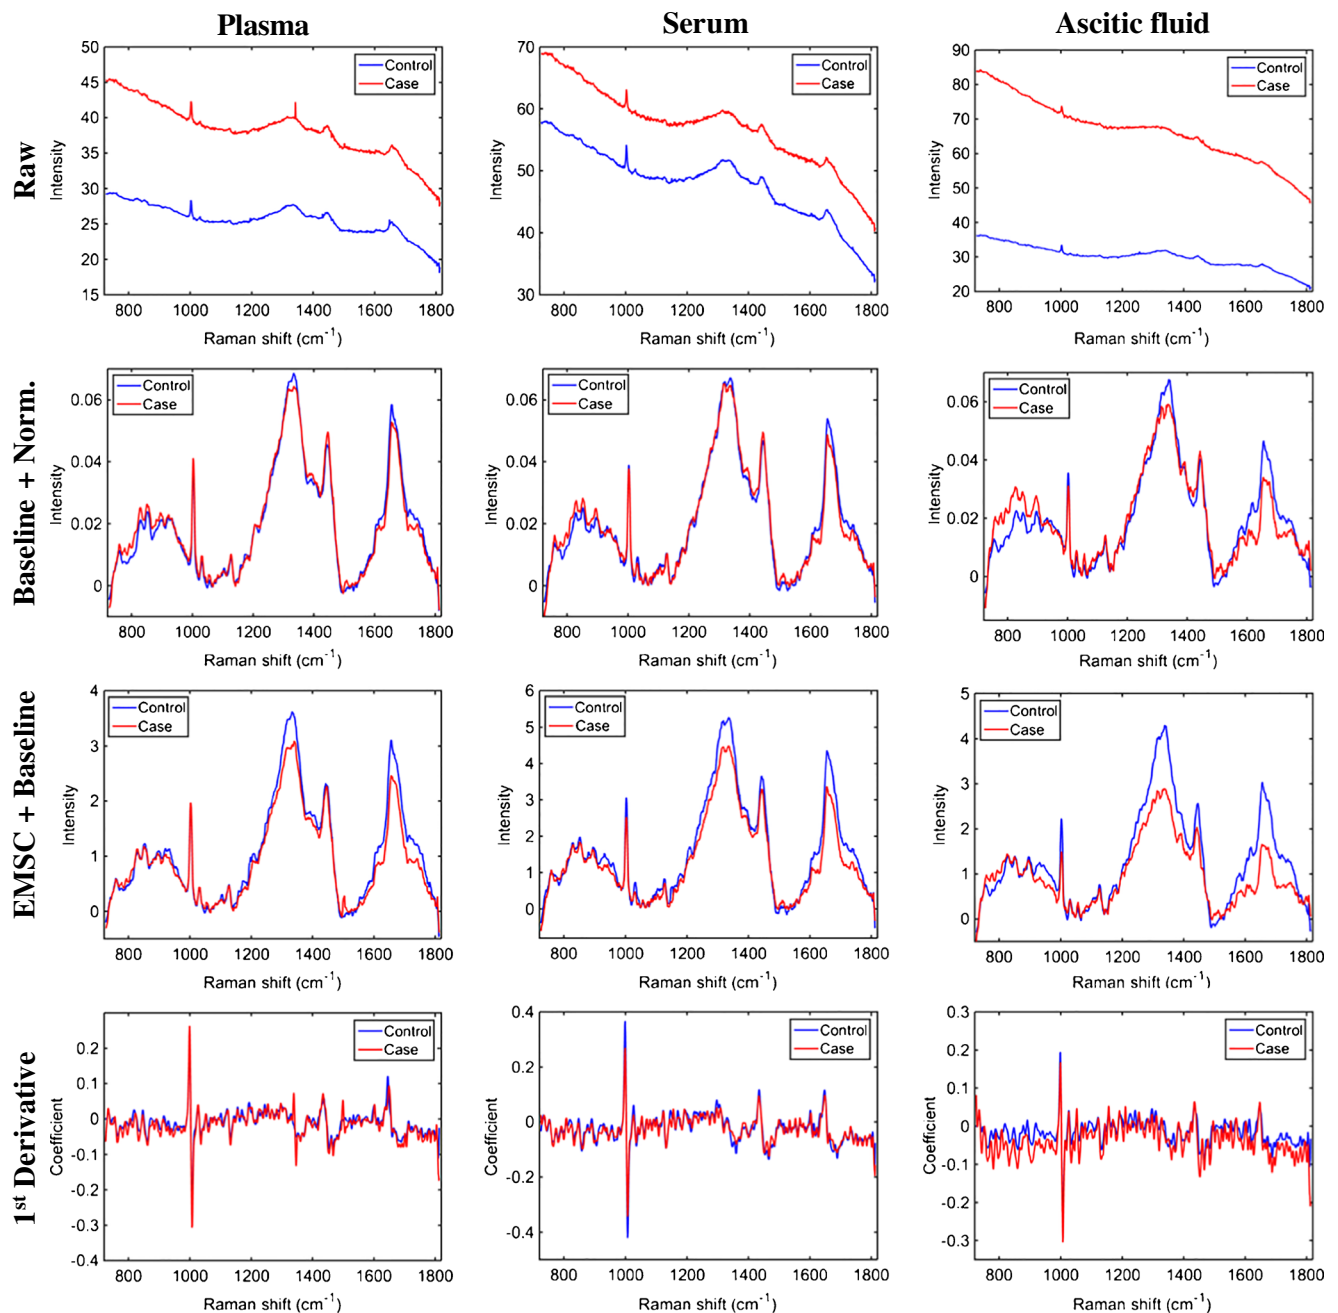 Plasma
Serum
Ascitic fluid
Raw
50
45
40
35
30
25
20
15
Intensity
Control
Case
800 1000 1200 1400 1600 1800
Raman shift (cm-1)
70
60
50
40
30
Intensity
Control
Case
800 1000 1200 1400 1600 1800
Raman shift (cm-1)
90
80
70
60
50
40
30
20
Intensity
Control
Case
800 1000 1200 1400 1600 1800
Raman shift (cm-1)
Baseline + Norm.
0.06
0.04
0.02
0
Intensity
Control
Case
800 1000 1200 1400 1600 1800
Raman shift (cm-1)
0.06
0.04
0.02
0
Intensity
Control
Case
800 1000 1200 1400 1600 1800
Raman shift (cm-1)
0.06
0.04
0.02
0
Intensity
Control
Case
800 1000 1200 1400 1600 1800
Raman shift (cm-1)
EMSC + Baseline
4
3
2
1
0
Intensity
Control
Case
800 1000 1200 1400 1600 1800
Raman shift (cm-1)
6
5
4
3
2
1
0
Intensity
Control
Case
800 1000 1200 1400 1600 1800
Raman shift (cm-1)
5
4
3
2
1
0
Intensity
Control
Case
800 1000 1200 1400 1600 1800
Raman shift (cm-1)
1st Derivative
0.2
0.1
0
-0.1
-0.2
-0.3
-0.4
Coefficient
Control
Case
800 1000 1200 1400 1600 1800
Raman shift (cm-1)
0.4
0.2
0
-0.2
-0.4
Coefficient
Control
Case
800 1000 1200 1400 1600 1800
Raman shift (cm-1)
0.3
0.2
0.1
0
-0.1
-0.2
-0.3
Coefficient
Control
Case
800 1000 1200 1400 1600 1800
Raman shift (cm-1)